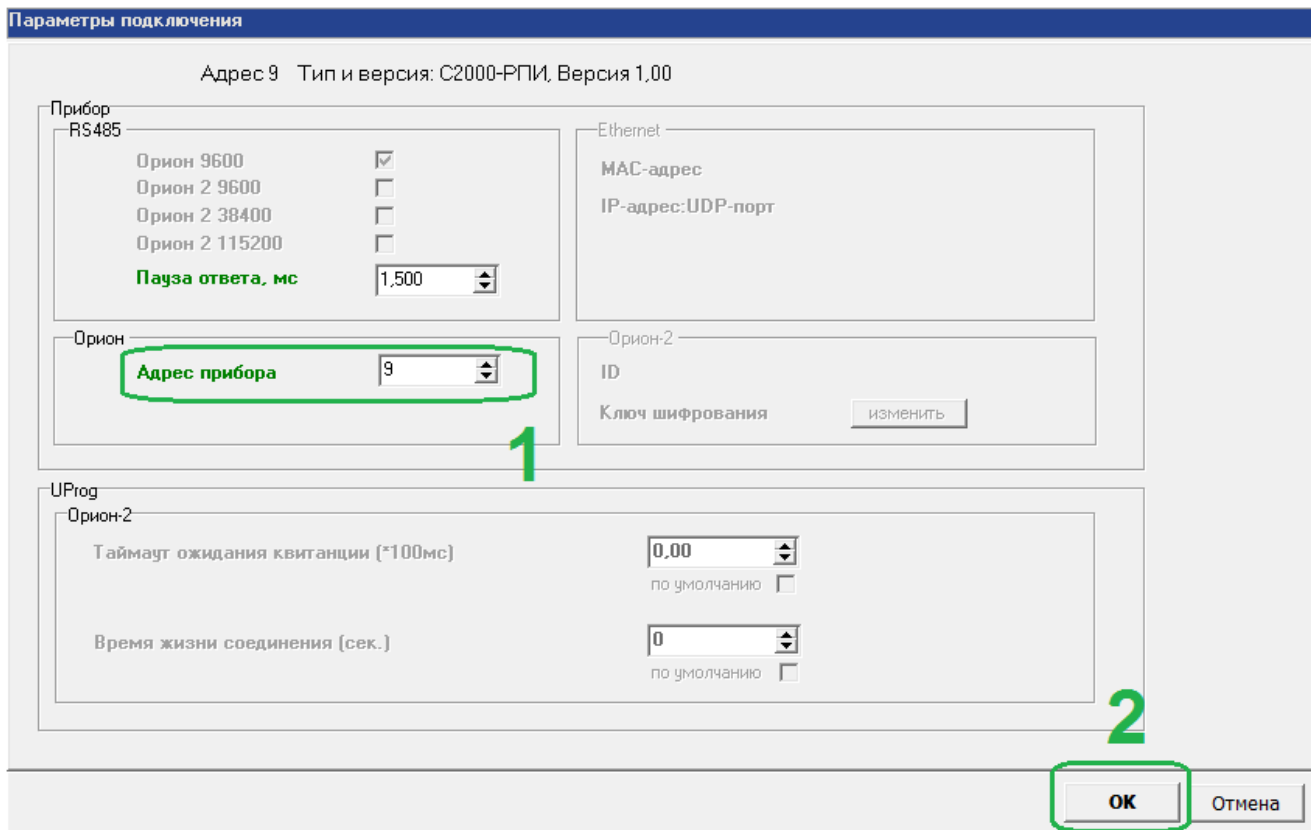 Параметры подключения
Адрес 9 Тип и версия: С2000-РПИ, Версия 1,00
Прибор
RS485
Орион 9600
Орион 2 9600
Орион 2 38400
Орион 2 115200
Пауза ответа, мс 1,500
Ethernet
MAC-адрес
IP-адрес:UDP-порт
Орион
Адрес прибора 9
1
Орион-2
ID
Ключ шифрования изменить
UProg
Орион-2
Таймаут ожидания квитанции (*100мс) 0,00
по умолчанию
Время жизни соединения (сек.) 0
по умолчанию
2
ОК Отмена